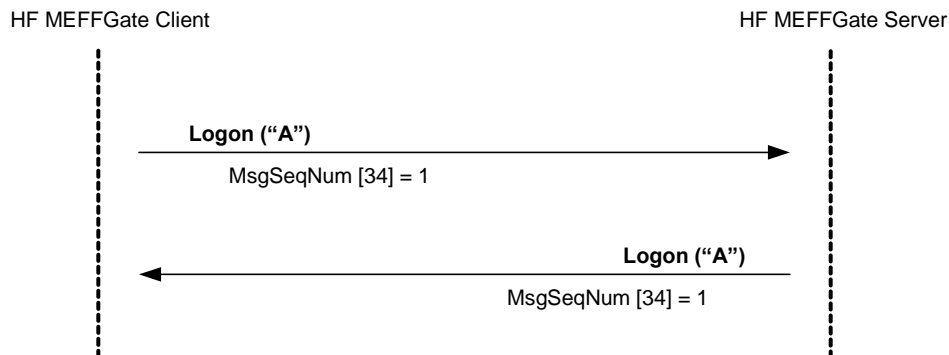 HF MEFFGate Client
HF MEFFGate Server
Logon (“A”)
MsgSeqNum [34] = 1
Logon (“A”)
MsgSeqNum [34] = 1